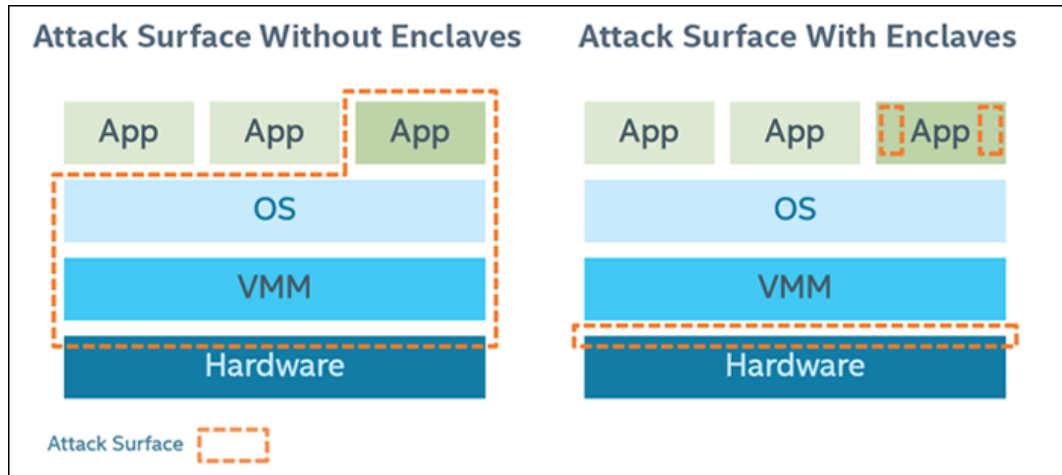 Attack Surface Without Enclaves
App App App
OS
VMM
Hardware
Attack Surface
Attack Surface With Enclaves
App App App
OS
VMM
Hardware